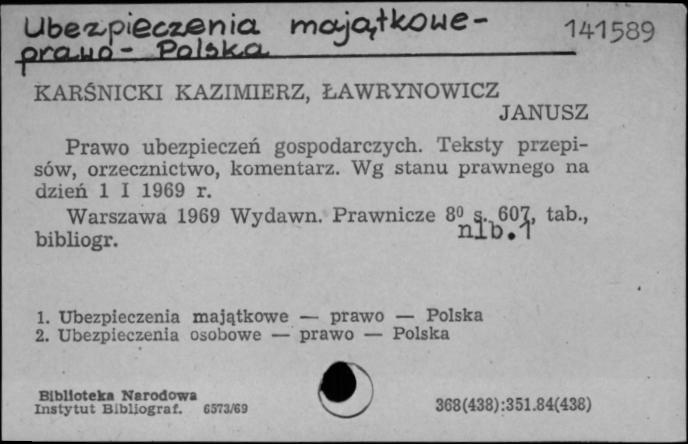 Ubezpieczenia majątkowe-
prawo - Polska
141589
KARŚNICKI KAZIMIERZ, ŁAWRYNOWICZ
JANUSZ
Prawo ubezpieczeń gospodarczych. Teksty przepi-
sów, orzecznictwo, komentarz. Wg stanu prawnego na
dzień 1 I 1969 r.
Warszawa 1969 Wydawn. Prawnicze 8⁰ s. 607, tab.,
nlb.1
bibliogr.
1. Ubezpieczenia majątkowe — prawo — Polska
2. Ubezpieczenia osobowe — prawo — Polska
Biblioteka Narodowa
Instytut Bibliograf. 6573/69
368(438):351.84(438)